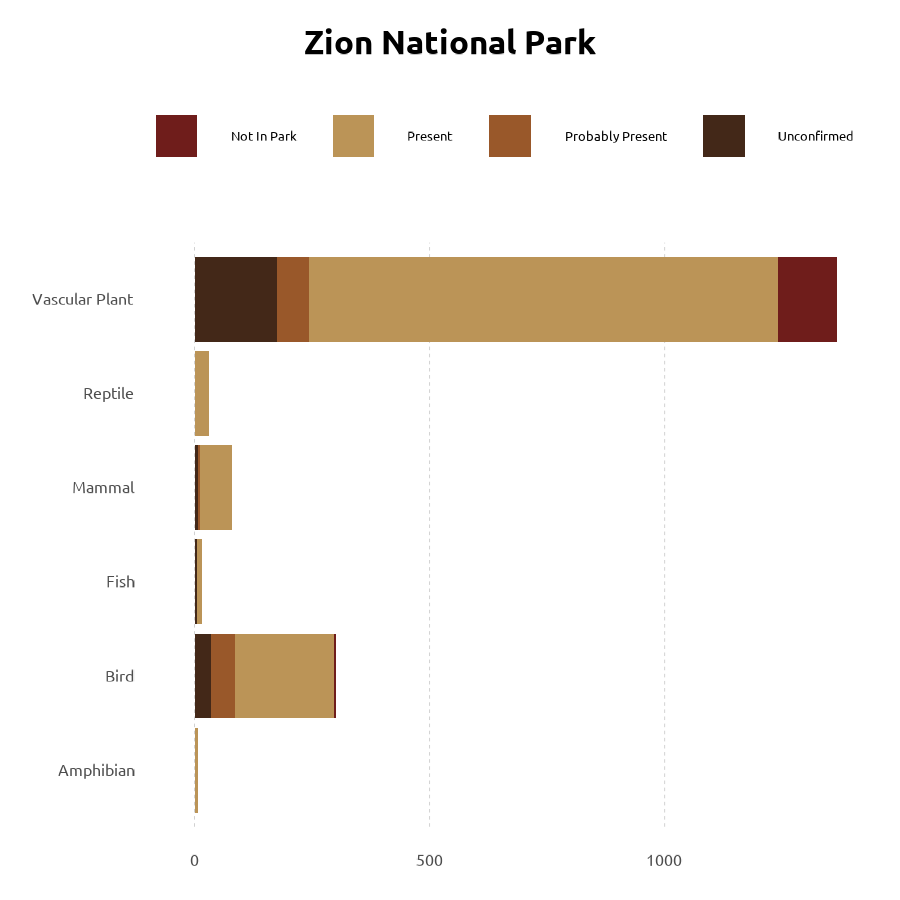 Zion National Park
Not In Park Present Probably Present Unconfirmed
Vascular Plant
Reptile
Mammal
Fish
Bird
Amphibian
0 500 1000